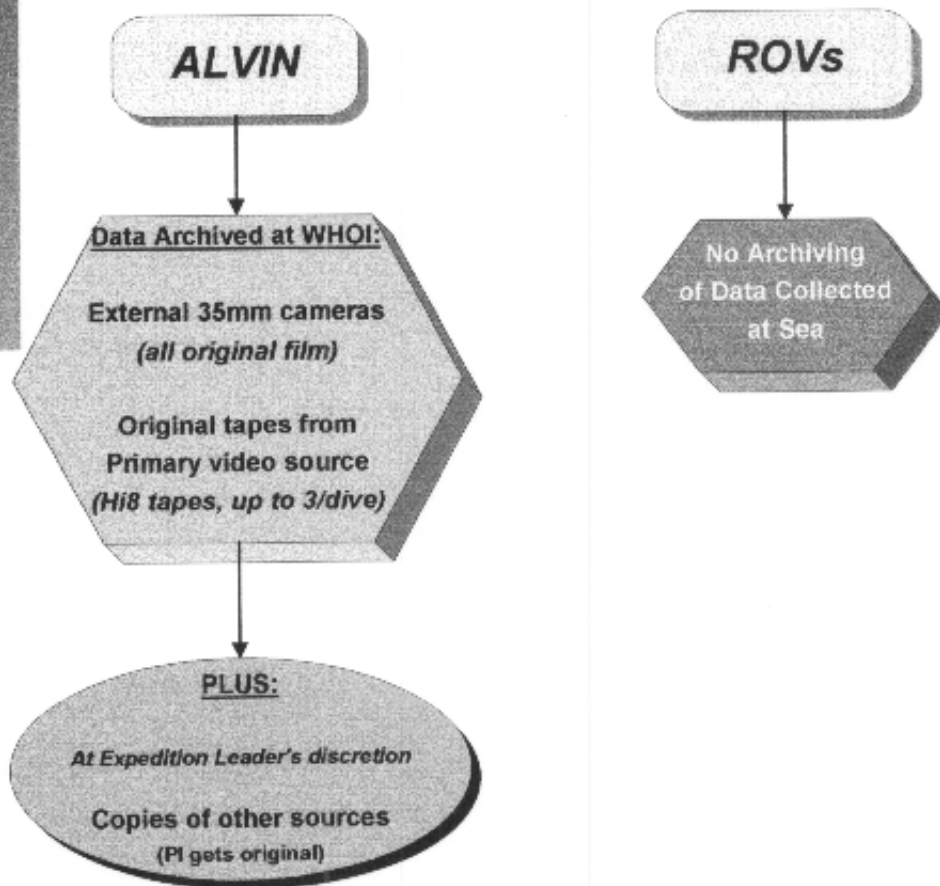 ALVIN
Data Archived at WHOI:
External 35mm cameras
(all original film)
Original tapes from
Primary video source
(Hi8 tapes, up to 3/dive)
PLUS:
At Expedition Leader's discretion
Copies of other sources
(PI gets original)
ROVs
No Archiving
of Data Collected
at Sea